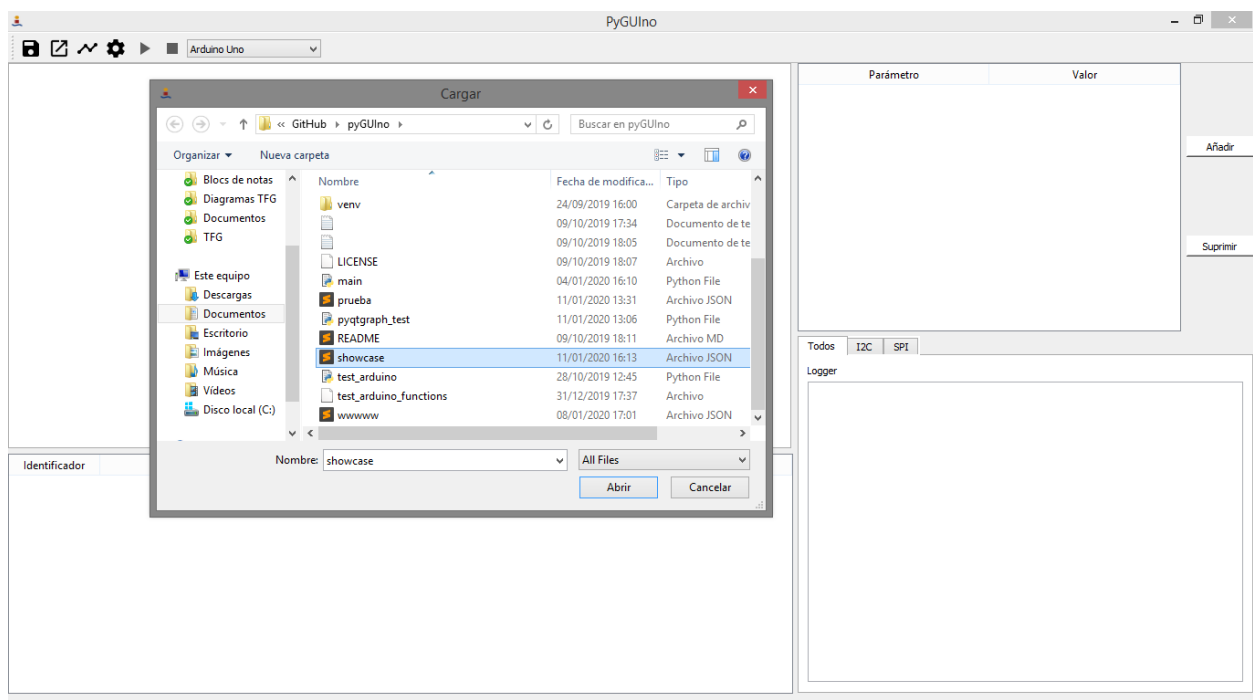 PyGUIno
Arduino Uno
Parámetro Valor
Añadir
Suprimir
Cargar
« GitHub pyGUIno
Buscar en pyGUIno
Organizar Nueva carpeta
Blocs de notas
Diagramas TFG
Documentos
TFG
Este equipo
Descargas
Documentos
Escritorio
Imágenes
Música
Vídeos
Disco local (C:)
Nombre Fecha de modifica... Tipo
venv 24/09/2019 16:00 Carpeta de archiv
09/10/2019 17:34 Documento de te
09/10/2019 18:05 Documento de te
LICENSE 09/10/2019 18:07 Archivo
main 04/01/2020 16:10 Python File
prueba 11/01/2020 13:31 Archivo JSON
pyqtgraph_test 11/01/2020 13:06 Python File
README 09/10/2019 18:11 Archivo MD
showcase 11/01/2020 16:13 Archivo JSON
test_arduino 28/10/2019 12:45 Python File
test_arduino_functions 31/12/2019 17:37 Archivo
wwwww 08/01/2020 17:01 Archivo JSON
Nombre: showcase All Files
Abrir Cancelar
Identificador
Todos I2C SPI
Logger